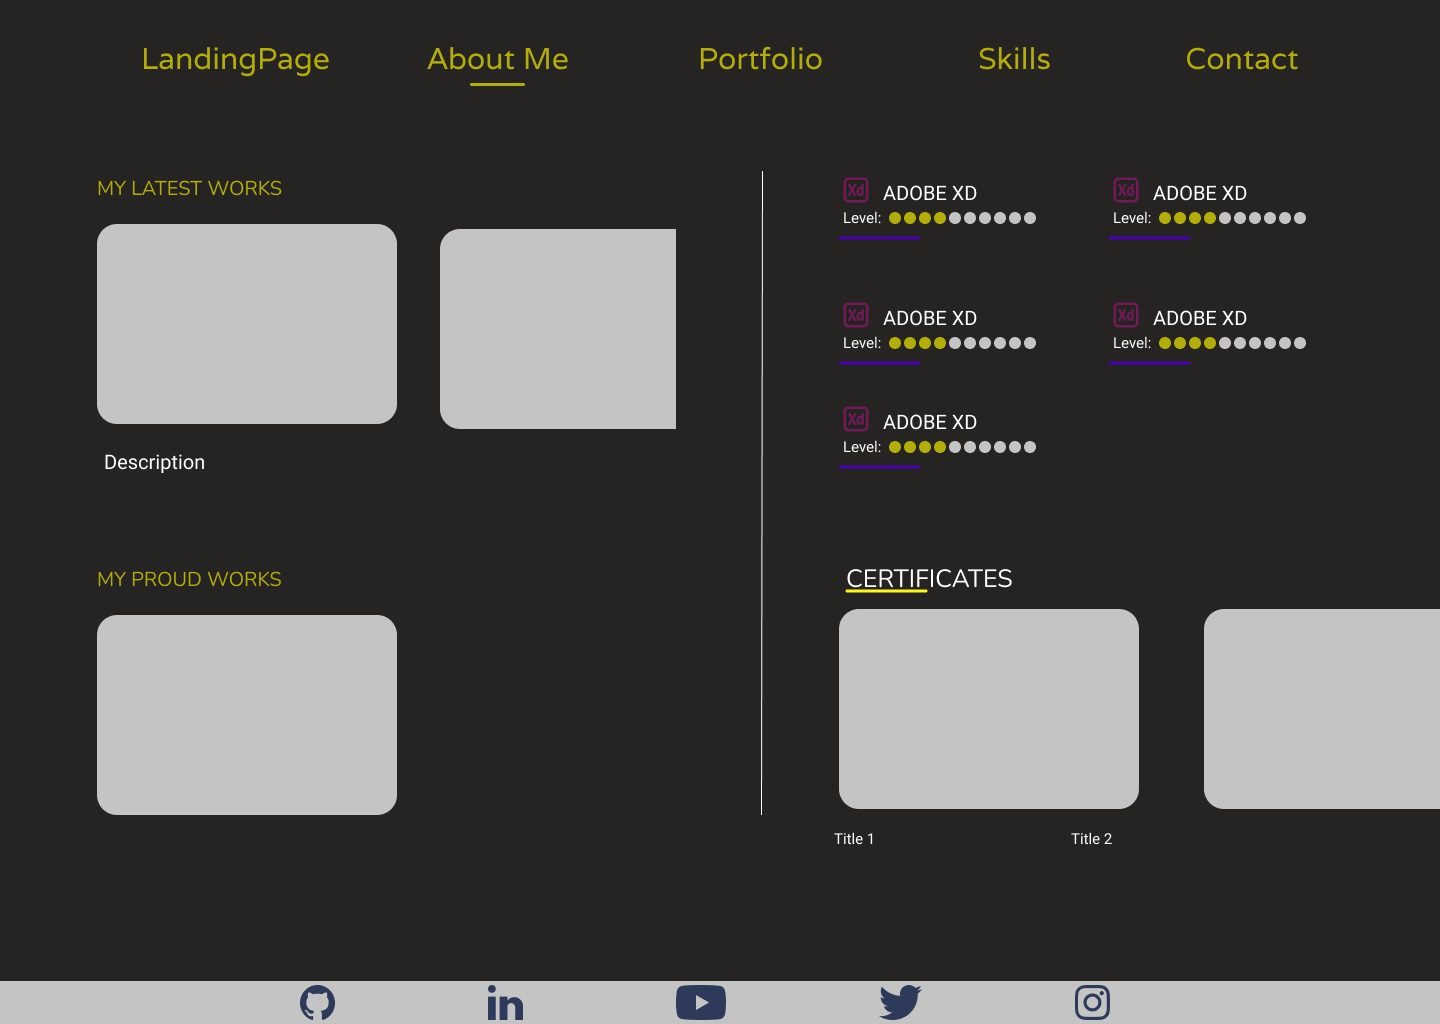 LandingPage About Me Portfolio Skills Contact
MY LATEST WORKS
Description
MY PROUD WORKS
Xd ADOBE XD
Level:
Xd ADOBE XD
Level:
Xd ADOBE XD
Level:
Xd ADOBE XD
Level:
Xd ADOBE XD
Level:
CERTIFICATES
Title 1 Title 2
in